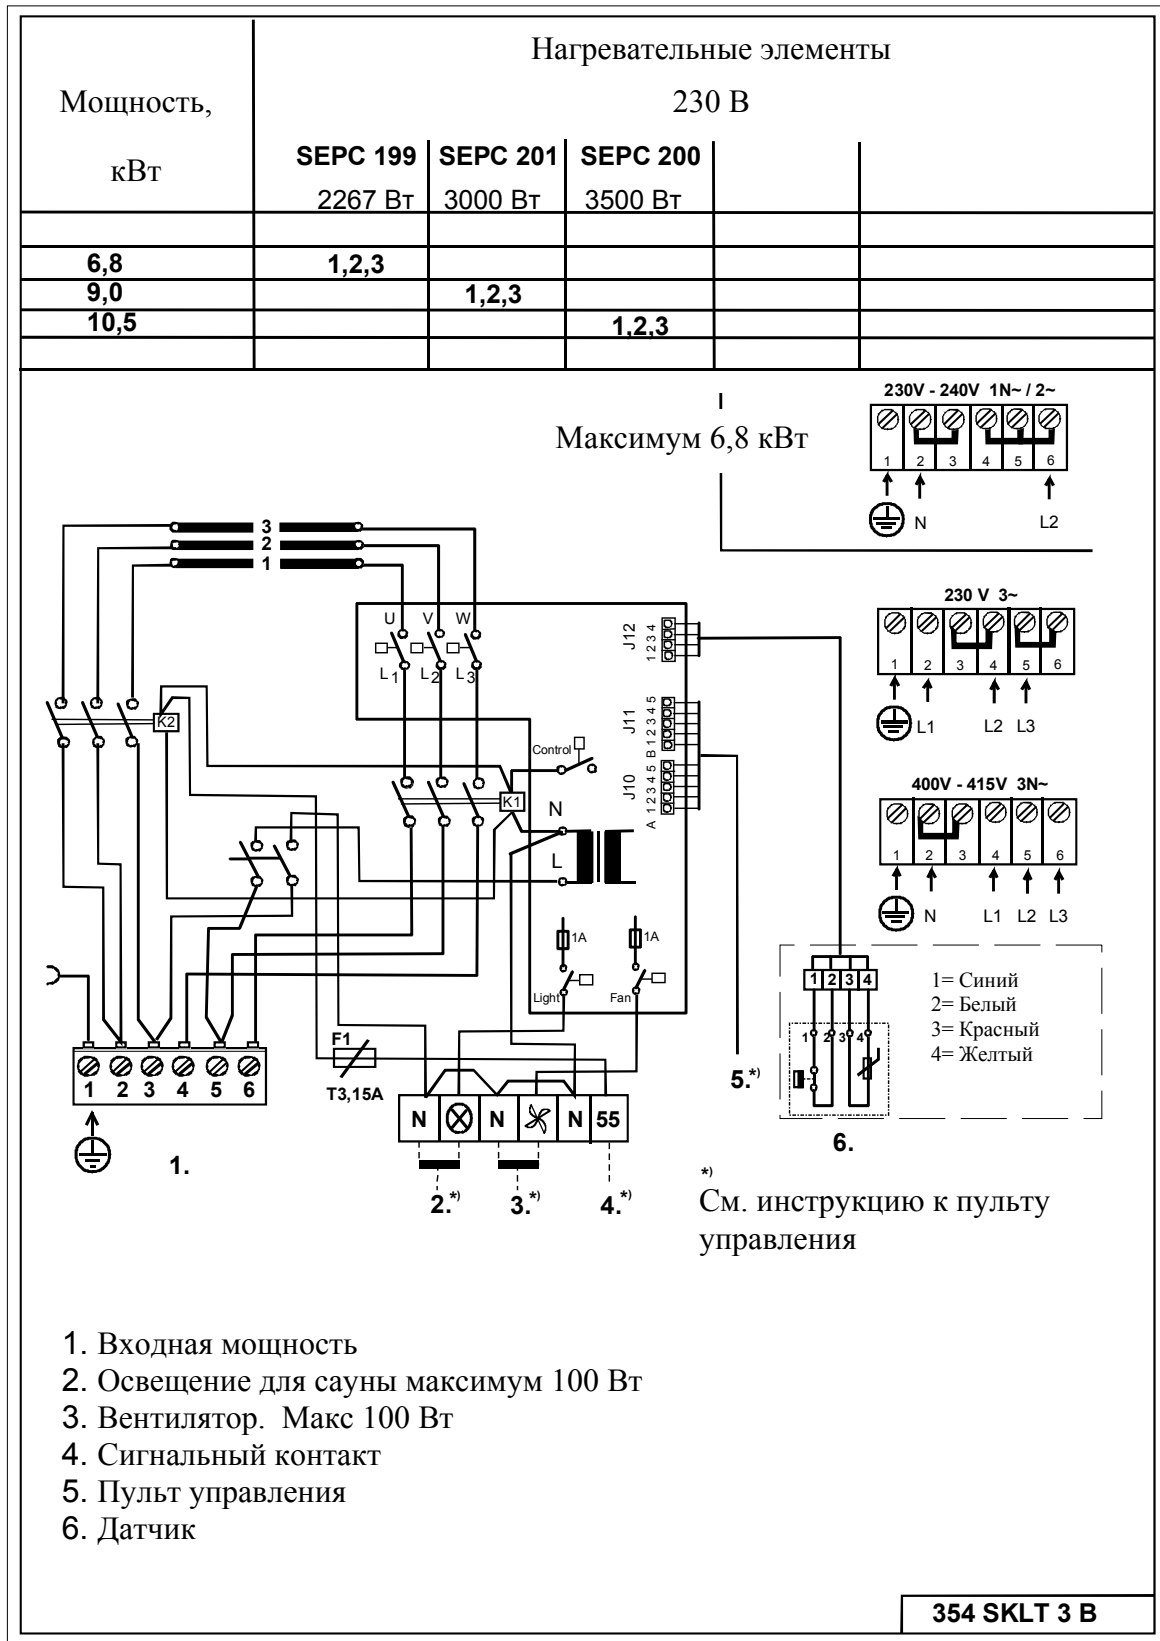 Нагревательные элементы
Мощность,
кВт
230 В
SEPC 199 SEPC 201 SEPC 200
2267 Вт 3000 Вт 3500 Вт
6,8 1,2,3
9,0 1,2,3
10,5 1,2,3
230V - 240V 1N~ / 2~
Максимум 6,8 кВт
1 2 3 4 5 6
N L2
3
2
1
230 V 3~
1 2 3 4 5 6
L1 L2 L3
U V W
L1 L2 L3
J12
1 2 3 4
K2
J11
B 1 2 3 4 5
Control
J10
A 1 2 3 4 5
K1
N
L
400V - 415V 3N~
1 2 3 4 5 6
N L1 L2 L3
1A 1A
Light Fan
1 2 3 4
1= Синий
2= Белый
3= Красный
4= Желтый
1 2 3 4
F1
T3,15A
1 2 3 4 5 6
N N N 55
5.*)
6.
1.
2.*) 3.*) 4.*)
*)
См. инструкцию к пульту
управления
1. Входная мощность
2. Освещение для сауны максимум 100 Вт
3. Вентилятор. Макс 100 Вт
4. Сигнальный контакт
5. Пульт управления
6. Датчик
354 SKLT 3 B